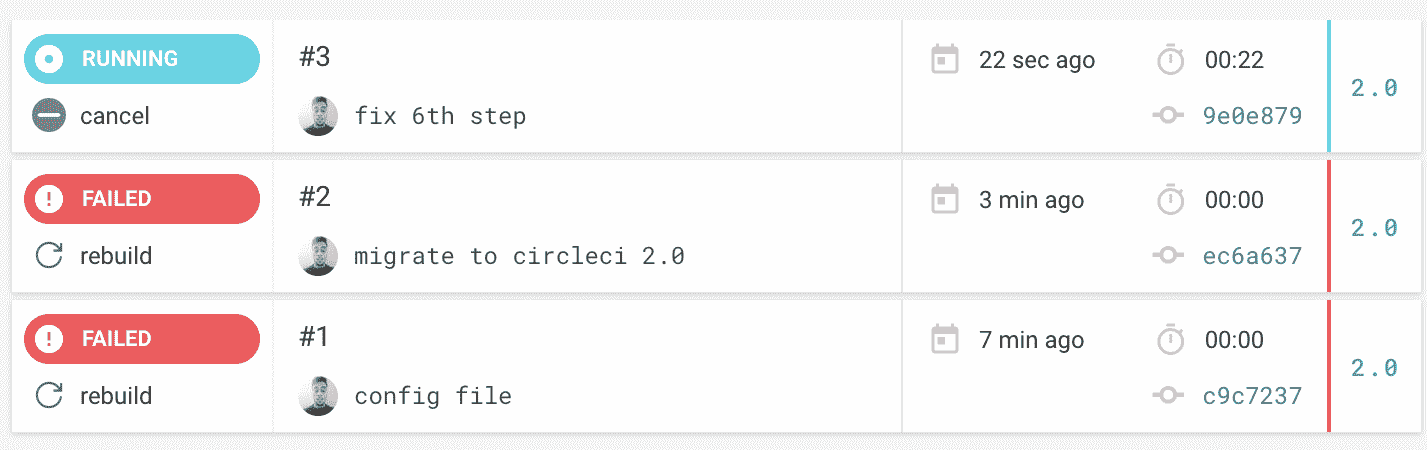 RUNNING #3 22 sec ago 00:22 2.0
cancel fix 6th step 9e0e879
FAILED #2 3 min ago 00:00 2.0
rebuild migrate to circleci 2.0 ec6a637
FAILED #1 7 min ago 00:00 2.0
rebuild config file c9c7237